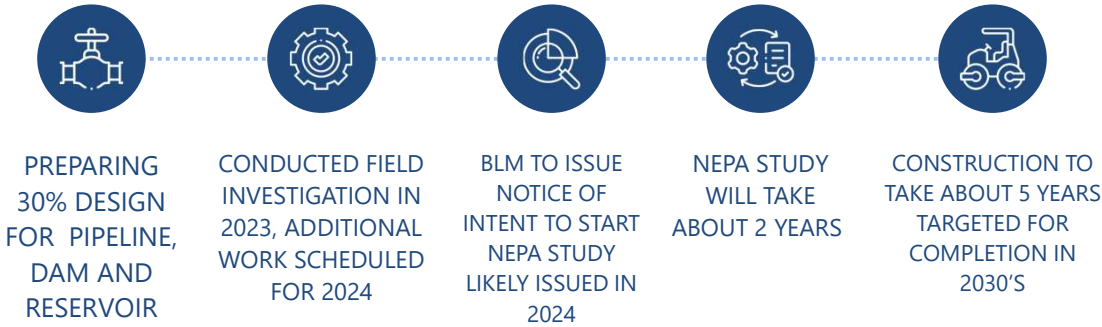 PREPARING
30% DESIGN
FOR PIPELINE,
DAM AND
RESERVOIR
CONDUCTED FIELD
INVESTIGATION IN
2023, ADDITIONAL
WORK SCHEDULED
FOR 2024
BLM TO ISSUE
NOTICE OF
INTENT TO START
NEPA STUDY
LIKELY ISSUED IN
2024
NEPA STUDY
WILL TAKE
ABOUT 2 YEARS
CONSTRUCTION TO
TAKE ABOUT 5 YEARS
TARGETED FOR
COMPLETION IN
2030'S